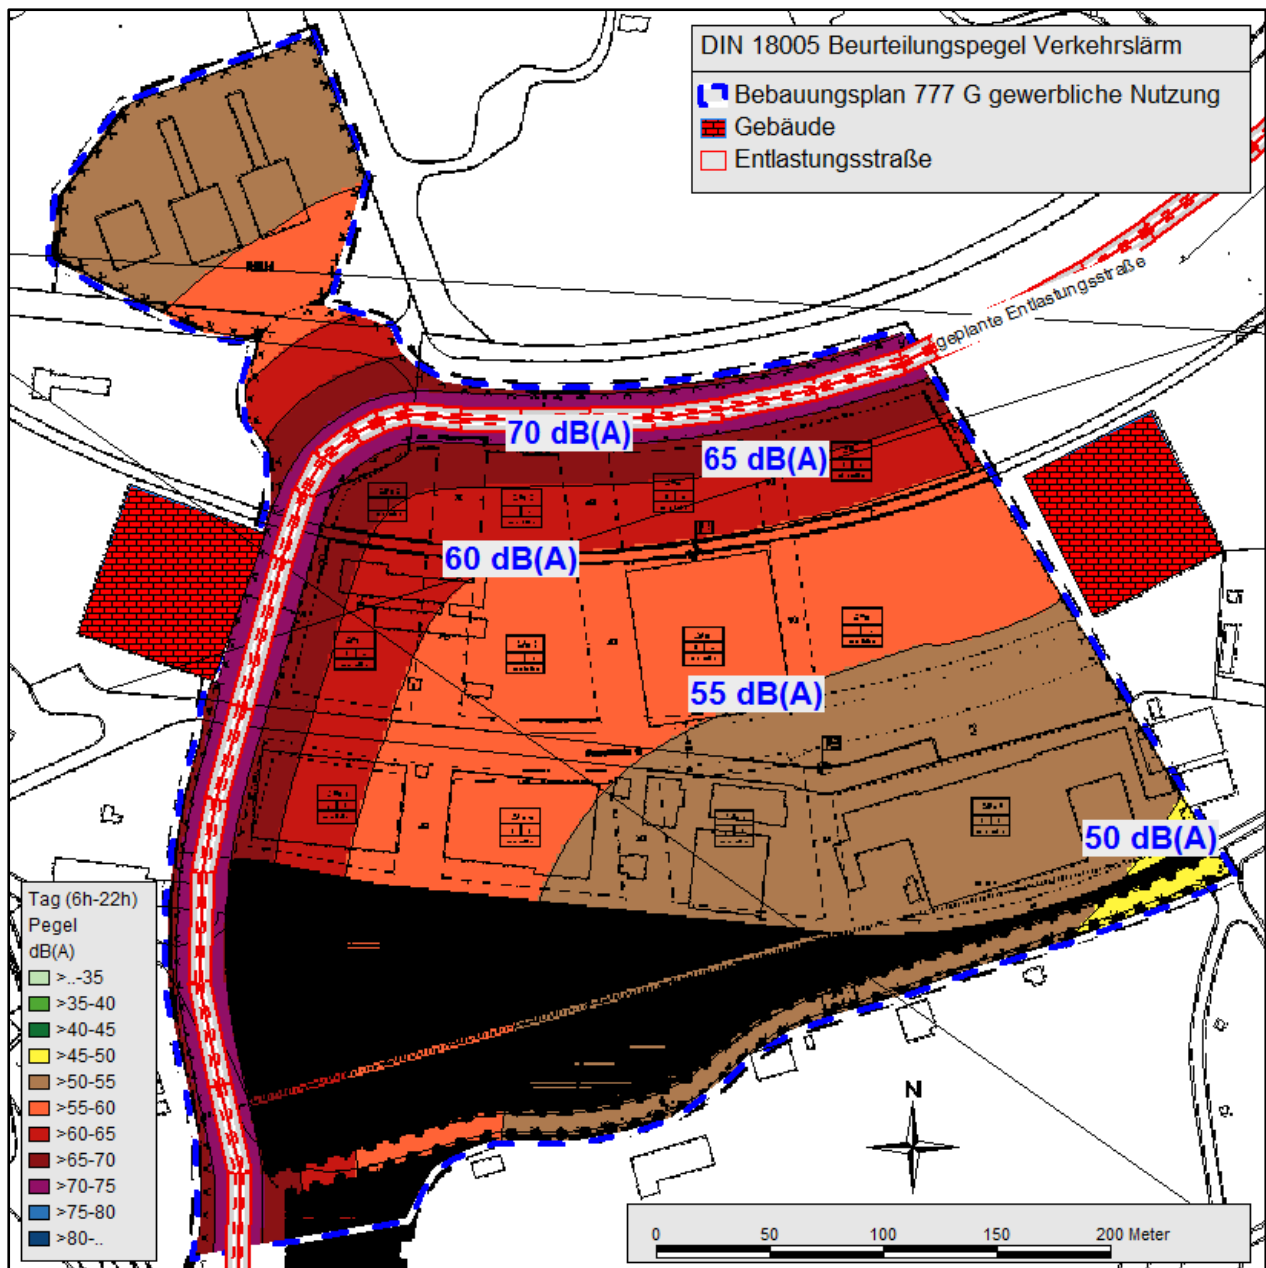 DIN 18005 Beurteilungspegel Verkehrslärm
Bebauungsplan 777 G gewerbliche Nutzung
Gebäude
Entlastungsstraße
geplante Entlastungsstraße
70 dB(A)
65 dB(A)
60 dB(A)
55 dB(A)
50 dB(A)
Tag (6h-22h)
Pegel
dB(A)
>..-35
>35-40
>40-45
>45-50
>50-55
>55-60
>60-65
>65-70
>70-75
>75-80
>80-..
N
0 50 100 150 200 Meter